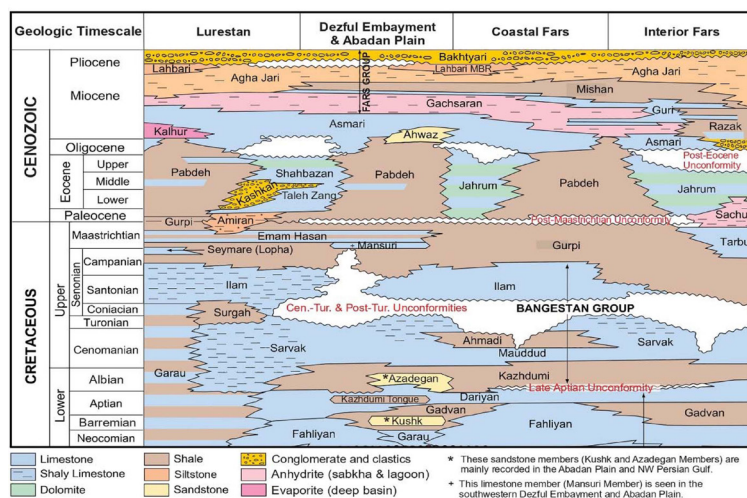 Geologic Timescale
Lurestan
Dezful Embayment
& Abadan Plain
Coastal Fars
Interior Fars
CENOZOIC
Pliocene
Miocene
Oligocene
Eocene
Upper
Middle
Lower
Paleocene
CRETACEOUS
Upper
Senonian
Maastrichtian
Campanian
Santonian
Coniacian
Turonian
Cenomanian
Lower
Albian
Aptian
Barremian
Neocomian
Bakhtyari
Lahbari
Lahbari MBR
Agha Jari
Agha Jari
FARS GROUP
Mishan
Gachsaran
Guri
Razak
Asmari
Kalhur
Ahwaz
Asmari
Post-Eocene
Unconformity
Pabdeh
Shahbazan
Pabdeh
Jahrum
Pabdeh
Jahrum
Kashkan
Taleh Zang
Sachu
Gurpi
Amiran
Post-Maastrichtian Unconformity
Emam Hasan
Tarbu
Seymare (Lopha)
+ Mansuri
Gurpi
Ilam
Ilam
Cen.-Tur. & Post-Tur. Unconformities
BANGESTAN GROUP
Surgah
Ahmadi
Sarvak
Sarvak
Mauddud
Garau
* Azadegan
Kazhdumi
Late Aptian Unconformity
Kazhdumi Tongue
Dariyan
Gadvan
Gadvan
* Kushk
Fahliyan
Garau
Fahliyan
Limestone
Shaly Limestone
Dolomite
Shale
Siltstone
Sandstone
Conglomerate and clastics
Anhydrite (sabkha & lagoon)
Evaporite (deep basin)
* These sandstone members (Kushk and Azadegan Members) are
mainly recorded in the Abadan Plain and NW Persian Gulf.
+ This limestone member (Mansuri Member) is seen in the
southwestern Dezful Embayment and Abadan Plain.